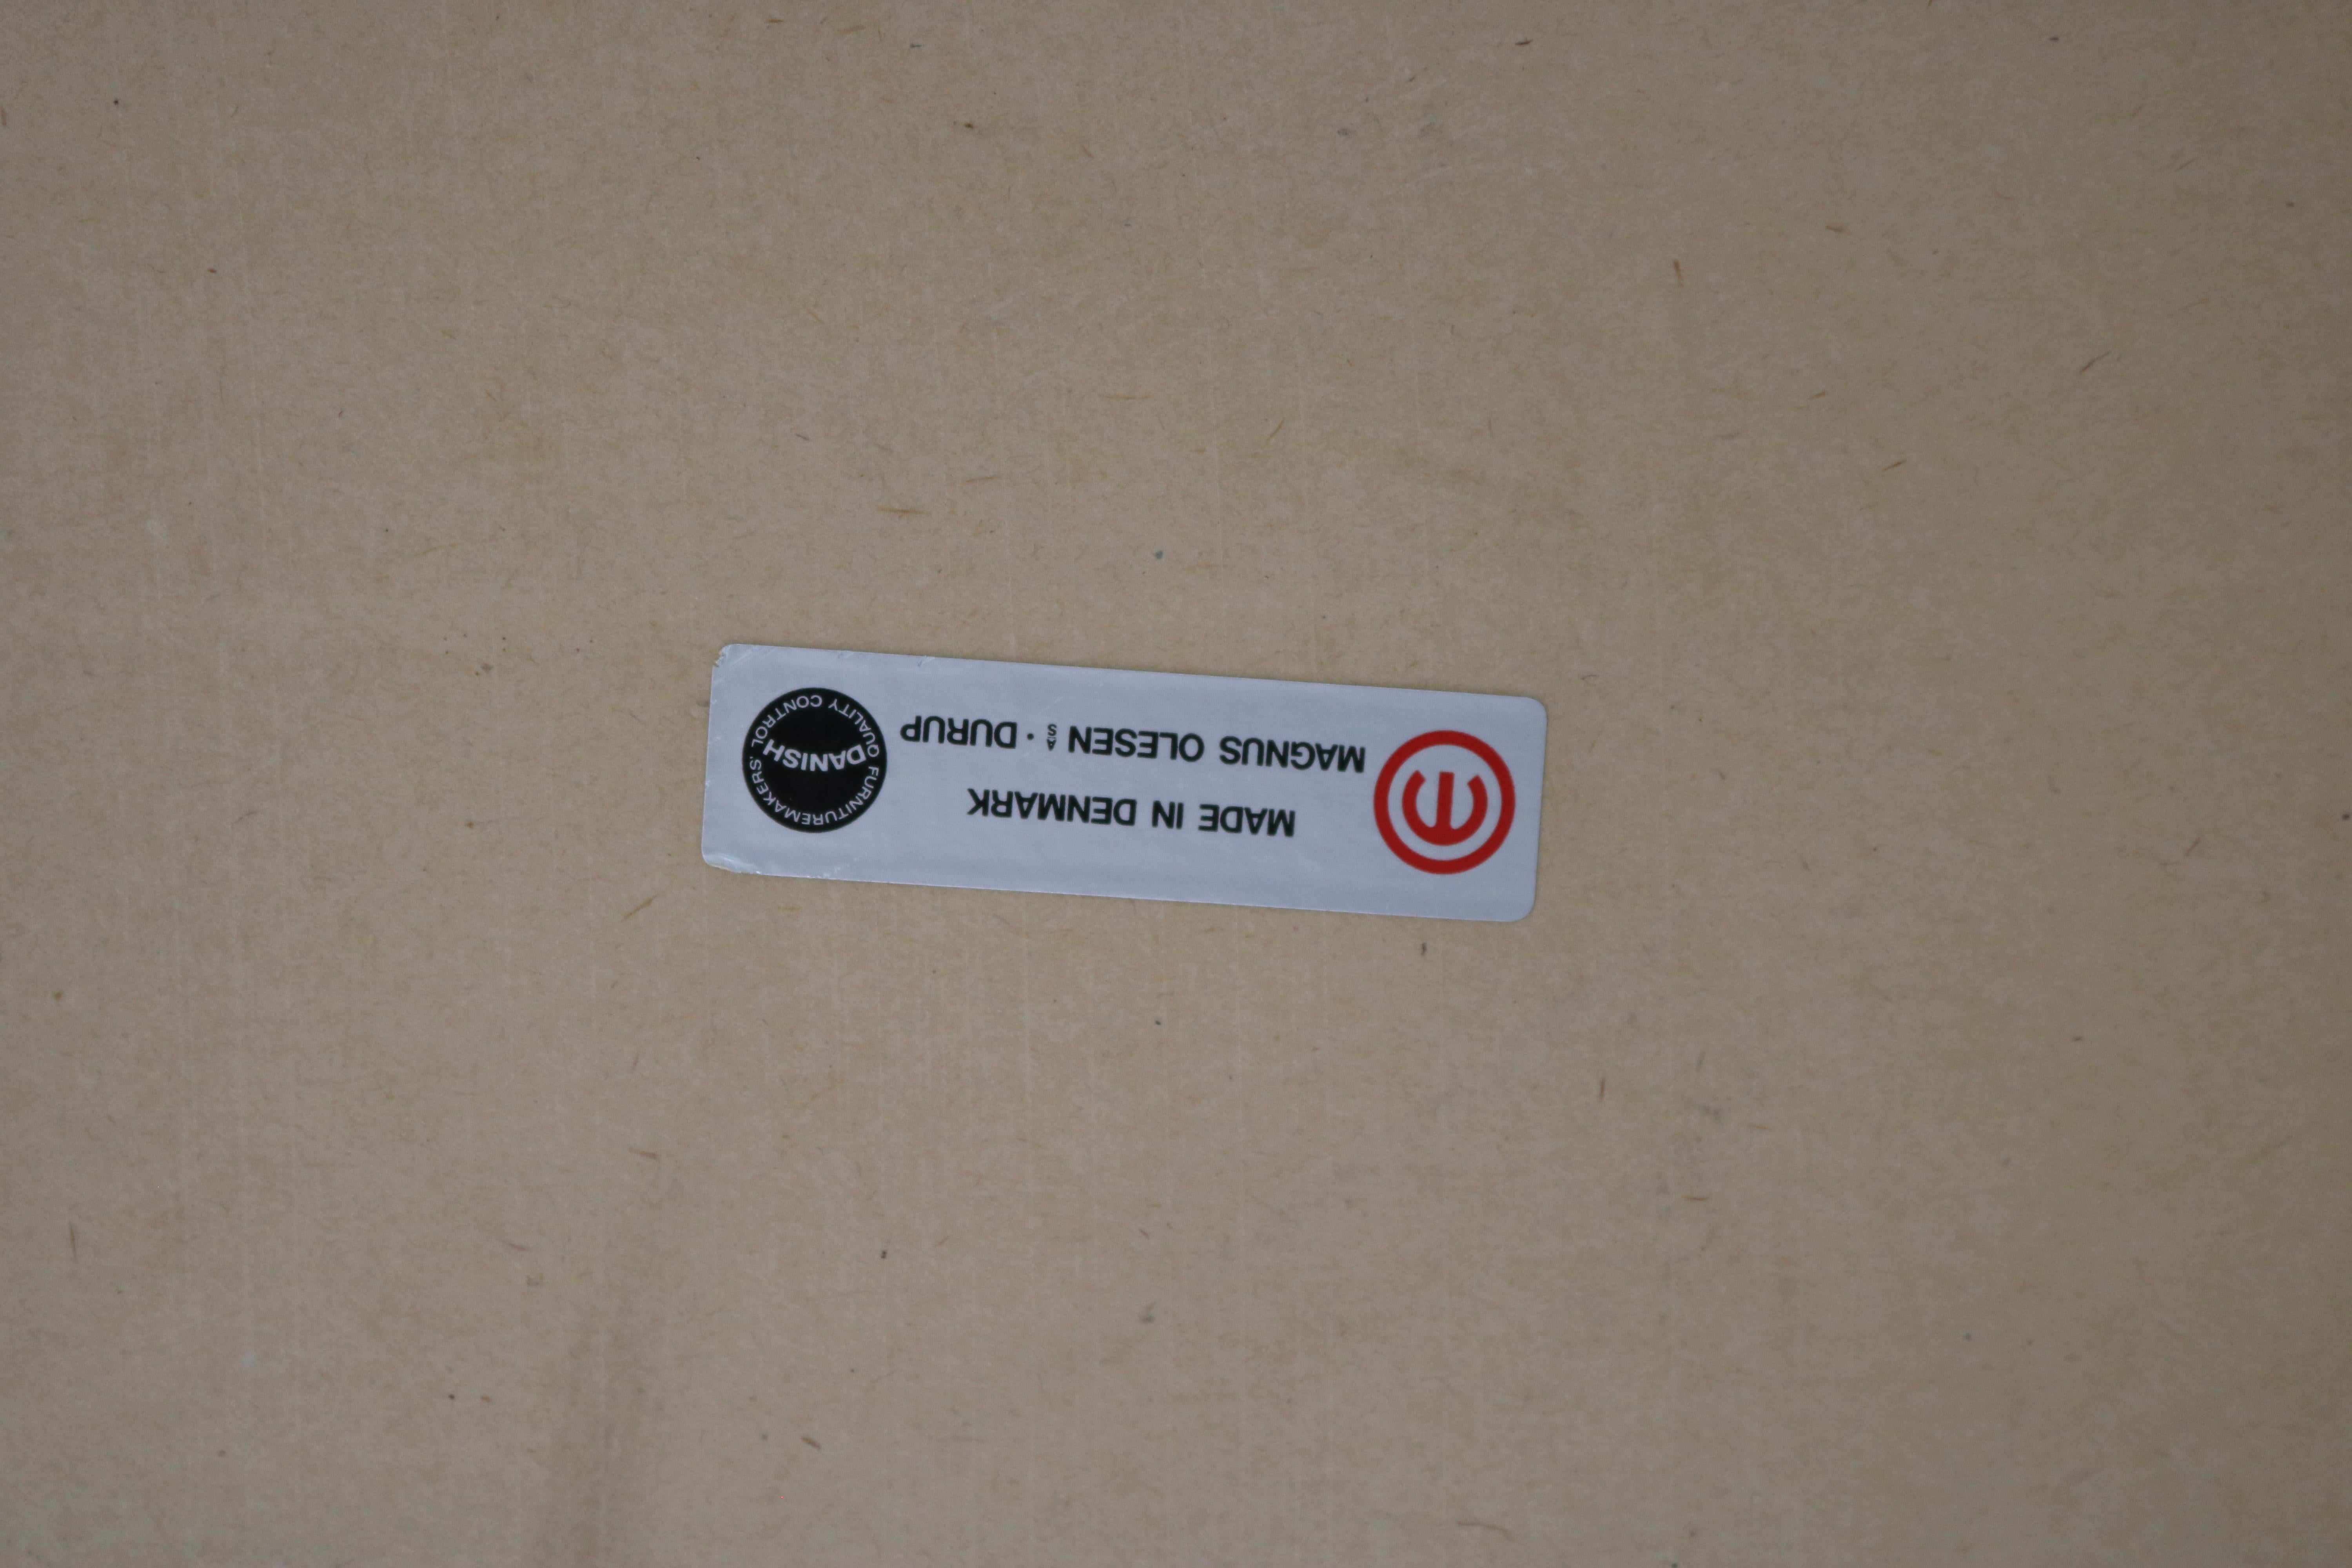 MADE IN DENMARK
MAGNUS OLESEN A/S · DURUP
DANISH
FURNITUREMAKERS'
QUALITY CONTROL